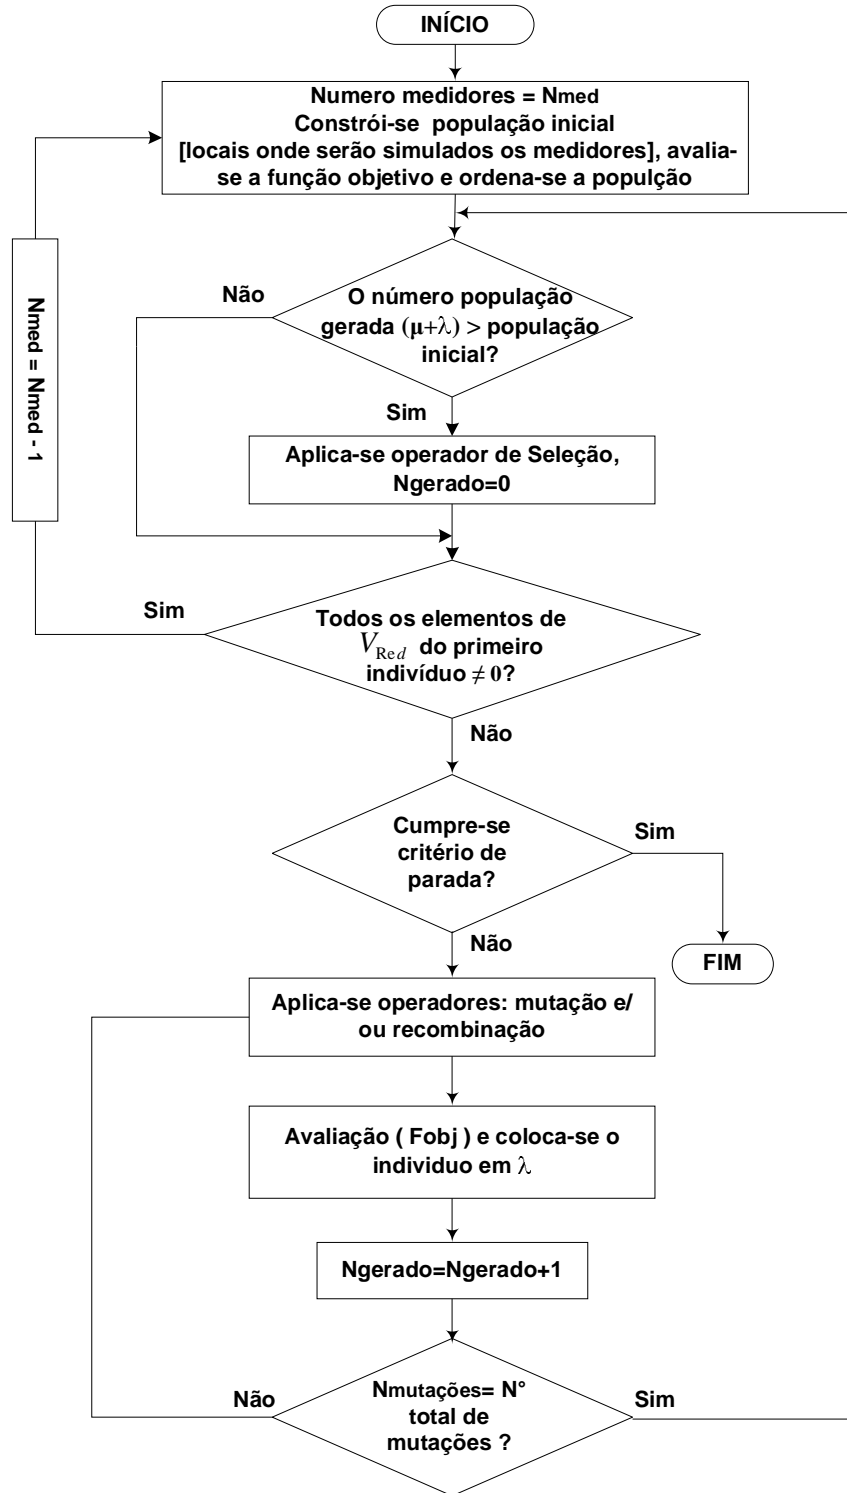 INÍCIO
Numero medidores = Nmed
Constrói-se população inicial
[locais onde serão simulados os medidores], avalia-
se a função objetivo e ordena-se a populção
Não
O número população
gerada (μ+λ) > população
inicial?
Sim
Nmed = Nmed - 1
Aplica-se operador de Seleção,
Ngerado=0
Sim
Todos os elementos de
V_Red do primeiro
indivíduo ≠ 0?
Não
Cumpre-se
critério de
parada?
Sim
Não
FIM
Aplica-se operadores: mutação e/
ou recombinação
Avaliação ( Fobj ) e coloca-se o
individuo em λ
Ngerado=Ngerado+1
Não
Nmutações= N°
total de
mutações ?
Sim